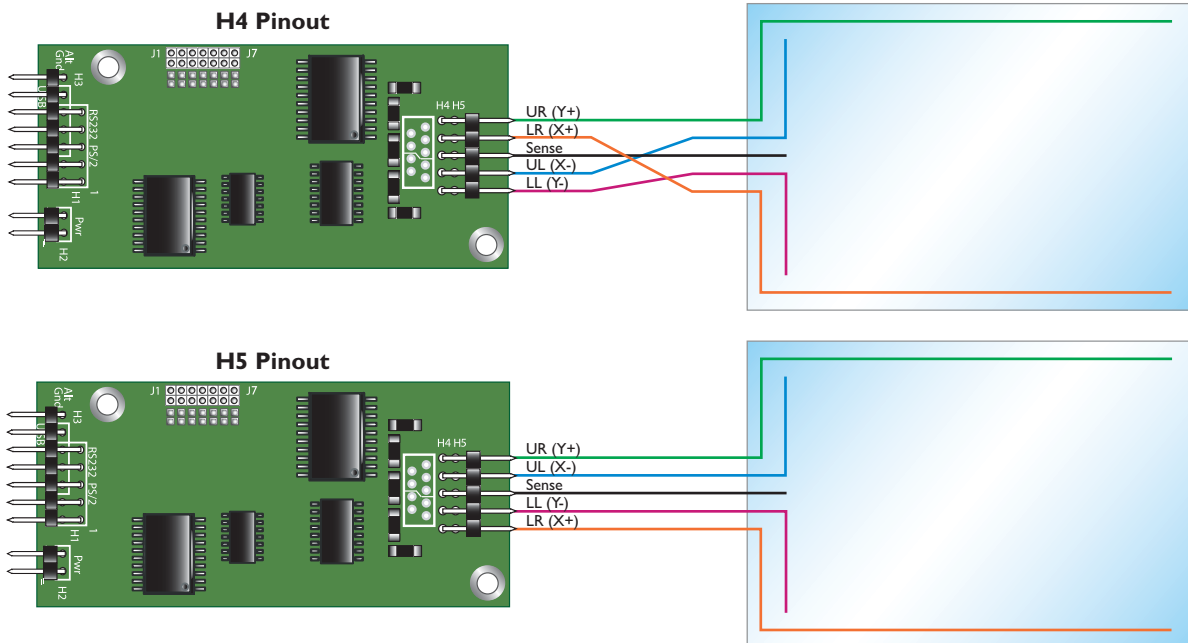 H4 Pinout
J1
J7
Alt
Gnd
H3
USB
RS232 PS/2
1
H1
Pwr
H2
H4 H5
UR (Y+)
LR (X+)
Sense
UL (X-)
LL (Y-)
H5 Pinout
J1
J7
Alt
Gnd
H3
USB
RS232 PS/2
1
H1
Pwr
H2
H4 H5
UR (Y+)
UL (X-)
Sense
LL (Y-)
LR (X+)